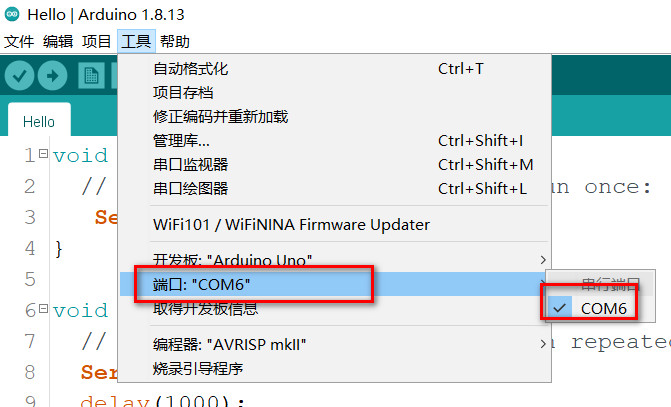 Hello | Arduino 1.8.13
文件 编辑 项目 工具 帮助
自动格式化 Ctrl+T
项目存档
修正编码并重新加载
管理库... Ctrl+Shift+I
串口监视器 Ctrl+Shift+M
串口绘图器 Ctrl+Shift+L
WiFi101 / WiFiNINA Firmware Updater
开发板: "Arduino Uno"
端口: "COM6"
串行端口
COM6
取得开发板信息
编程器: "AVRISP mkII"
烧录引导程序
Hello
1 void
2 // un once:
3 Se
4 }
5
6 void
7 // repeated
8 Ser
9 delay(1000);